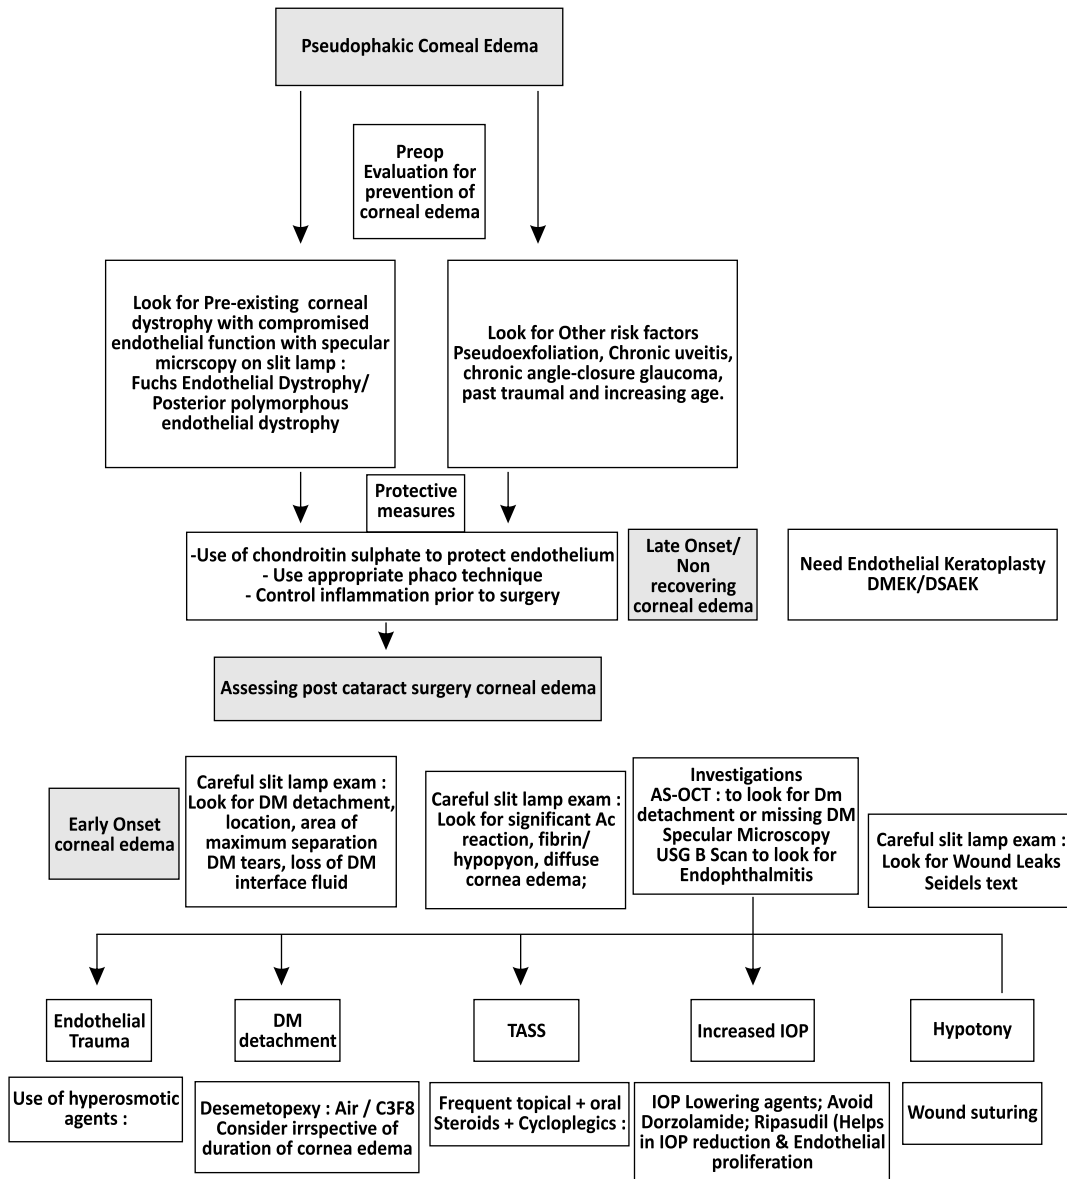 Pseudophakic Comeal Edema
Preop
Evaluation for
prevention of
corneal edema
Look for Pre-existing corneal
dystrophy with compromised
endothelial function with specular
micrscopy on slit lamp :
Fuchs Endothelial Dystrophy/
Posterior polymorphous
endothelial dystrophy
Look for Other risk factors
Pseudoexfoliation, Chronic uveitis,
chronic angle-closure glaucoma,
past traumal and increasing age.
Protective
measures
-Use of chondroitin sulphate to protect endothelium
- Use appropriate phaco technique
- Control inflammation prior to surgery
Late Onset/
Non
recovering
corneal edema
Need Endothelial Keratoplasty
DMEK/DSAEK
Assessing post cataract surgery corneal edema
Early Onset
corneal edema
Careful slit lamp exam :
Look for DM detachment,
location, area of
maximum separation
DM tears, loss of DM
interface fluid
Careful slit lamp exam :
Look for significant Ac
reaction, fibrin/
hypopyon, diffuse
cornea edema;
Investigations
AS-OCT : to look for Dm
detachment or missing DM
Specular Microscopy
USG B Scan to look for
Endophthalmitis
Careful slit lamp exam :
Look for Wound Leaks
Seidels text
Endothelial
Trauma
DM
detachment
TASS
Increased IOP
Hypotony
Use of hyperosmotic
agents :
Desemetopexy : Air / C3F8
Consider irrspective of
duration of cornea edema
Frequent topical + oral
Steroids + Cycloplegics :
IOP Lowering agents; Avoid
Dorzolamide; Ripasudil (Helps
in IOP reduction & Endothelial
proliferation
Wound suturing